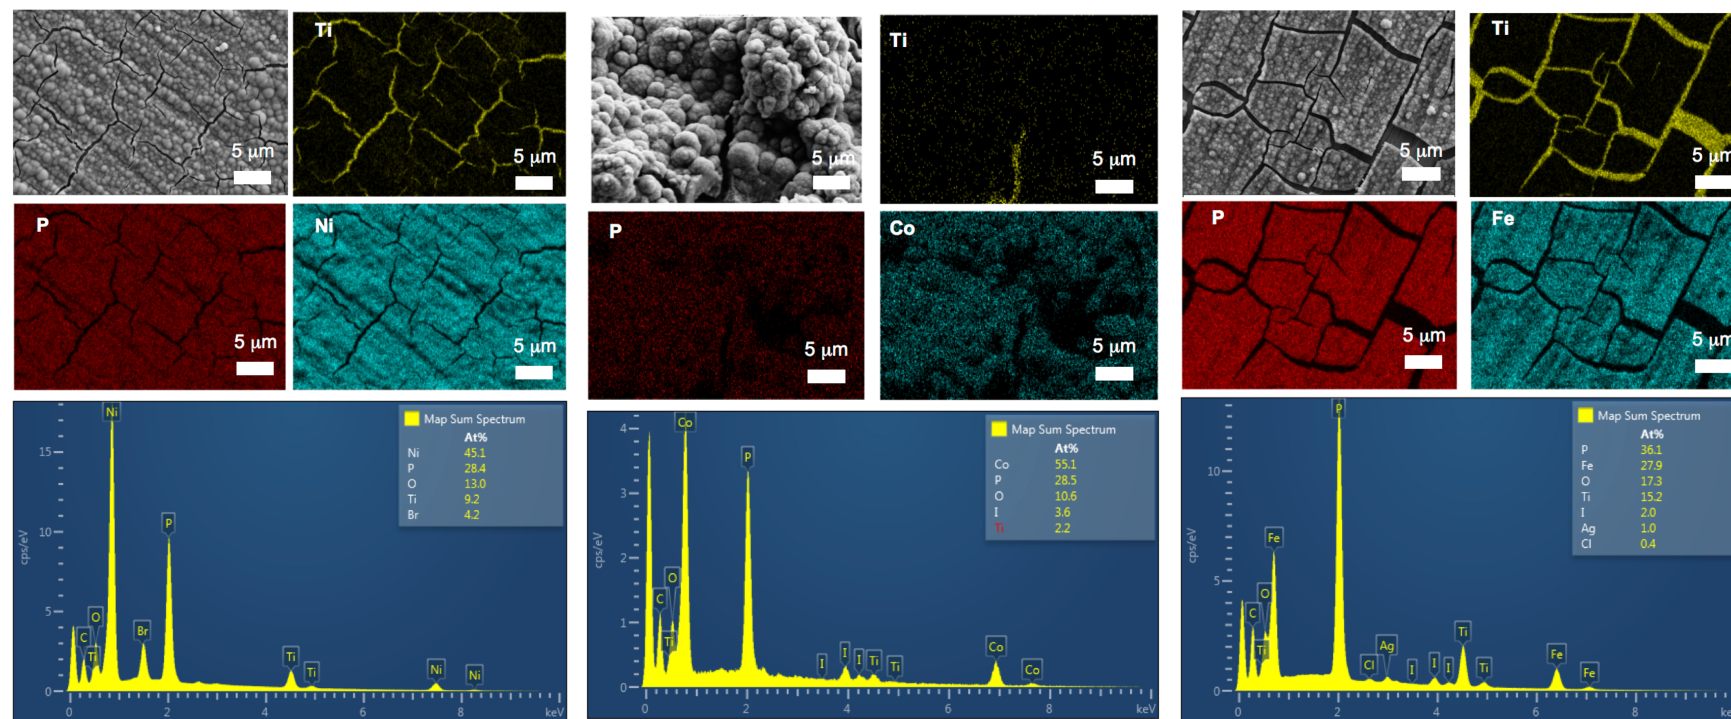 5 μm
Ti
5 μm
P
5 μm
Ni
5 μm
Map Sum Spectrum
At%
Ni 45.1
P 28.4
O 13.0
Ti 9.2
Br 4.2
cps/eV
15
10
5
0
Ni
P
O
C
Ti
Br
Ti
Ti
Ni
Ni
0 2 4 6 8 keV
5 μm
Ti
5 μm
P
5 μm
Co
5 μm
Map Sum Spectrum
At%
Co 55.1
P 28.5
O 10.6
I 3.6
Ti 2.2
cps/eV
4
3
2
1
0
Co
P
O
C
Ti
I
I
I
Ti
Ti
Co
Co
0 2 4 6 8 keV
5 μm
Ti
5 μm
P
5 μm
Fe
5 μm
Map Sum Spectrum
At%
P 36.1
Fe 27.9
O 17.3
Ti 15.2
I 2.0
Ag 1.0
Cl 0.4
cps/eV
10
5
0
P
Fe
O
C
Ti
Cl
Ag
I
I
I
Ti
Ti
Fe
Fe
0 2 4 6 8 keV